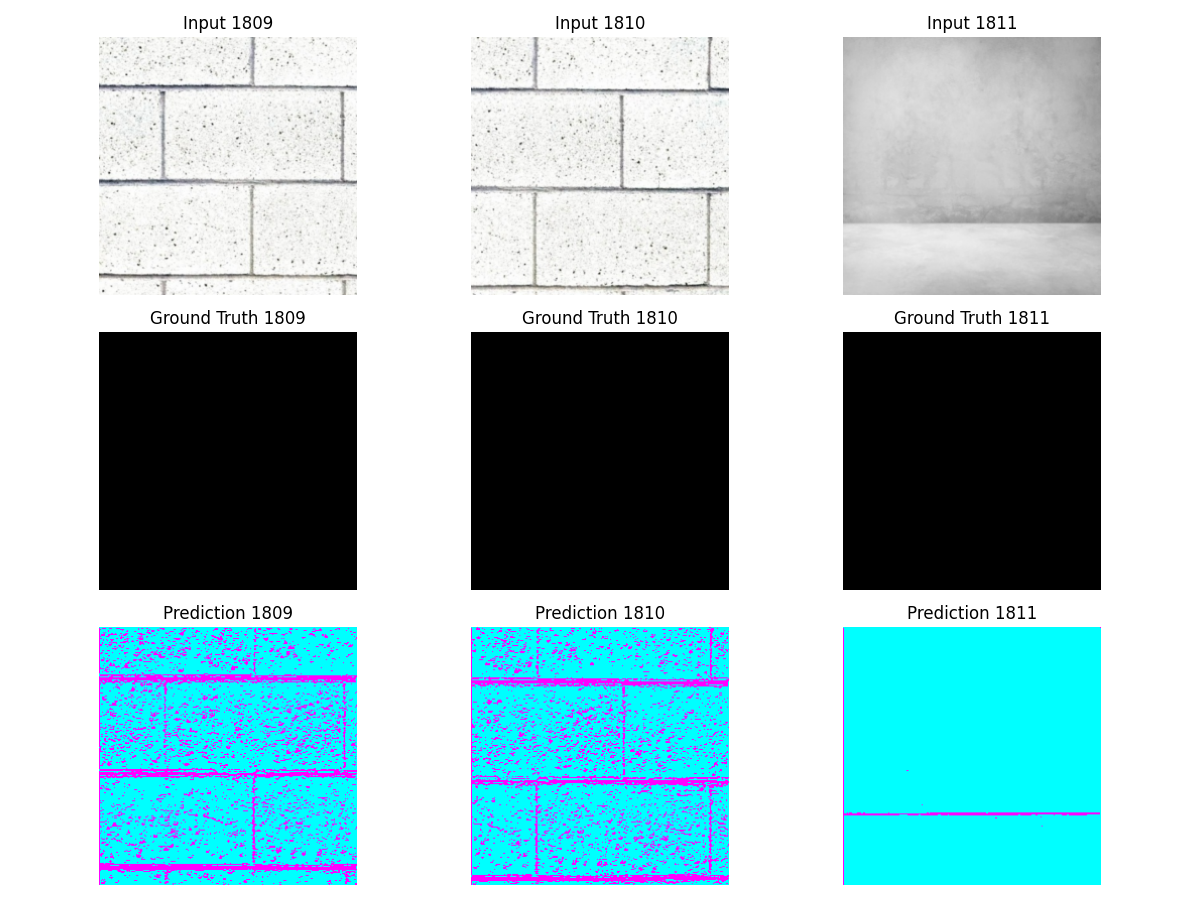 Input 1809
Input 1810
Input 1811
Ground Truth 1809
Ground Truth 1810
Ground Truth 1811
Prediction 1809
Prediction 1810
Prediction 1811